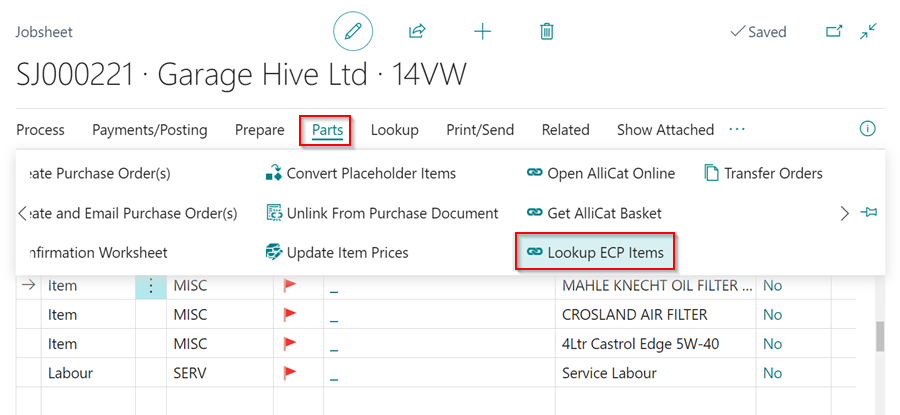 Jobsheet
Saved
SJ000221 · Garage Hive Ltd · 14VW
Process Payments/Posting Prepare Parts Lookup Print/Send Related Show Attached ...
eate Purchase Order(s) Convert Placeholder Items Open AlliCat Online Transfer Orders
eate and Email Purchase Order(s) Unlink From Purchase Document Get AlliCat Basket
nfirmation Worksheet Update Item Prices Lookup ECP Items
Item MISC _ MAHLE KNECHT OIL FILTER ... No
Item MISC _ CROSLAND AIR FILTER No
Item MISC _ 4Ltr Castrol Edge 5W-40 No
Labour SERV _ Service Labour No